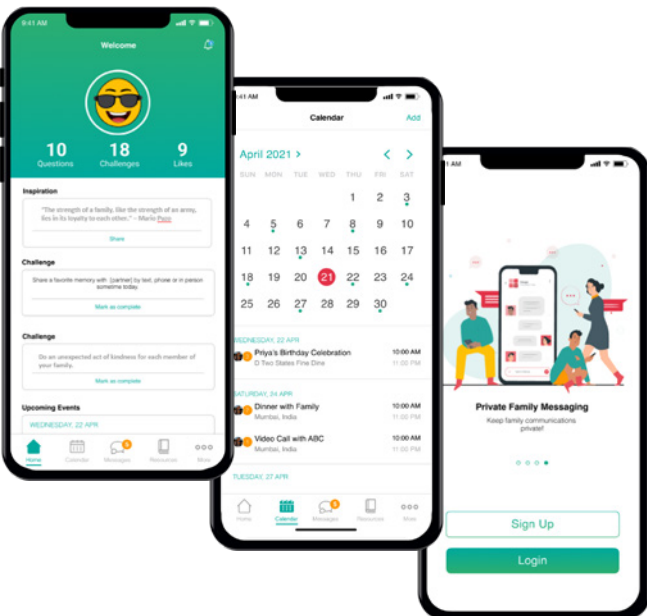 9:41 AM
Welcome
10
18
9
Questions
Challenges
Likes
Inspiration
"The strength of a family, like the strength of an army,
lies in its loyalty to each other." - Mario Puzo
Share
Challenge
Share a favorite memory with {partner} by text, phone or in person
sometime today.
Mark as complete
Challenge
Do an unexpected act of kindness for each member of
your family.
Mark as complete
Upcoming Events
WEDNESDAY, 22 APR
Home
Calendar
Messages
Resources
More
:41 AM
Calendar
Add
April 2021 >
SUN MON TUE WED THU FRI SAT
1 2 3
4 5 6 7 8 9 10
11 12 13 14 15 16 17
18 19 20 21 22 23 24
25 26 27 28 29 30
WEDNESDAY, 22 APR
Priya's Birthday Celebration
10:00 AM
D Two States Fine Dine
11:00 PM
SATURDAY, 24 APR
Dinner with Family
10:00 AM
Mumbai, India
11:00 PM
Video Call with ABC
10:00 AM
Mumbai, India
11:00 PM
TUESDAY, 27 APR
Home
Calendar
Messages
Resources
More
1 AM
Private Family Messaging
Keep family communications
private!
Sign Up
Login